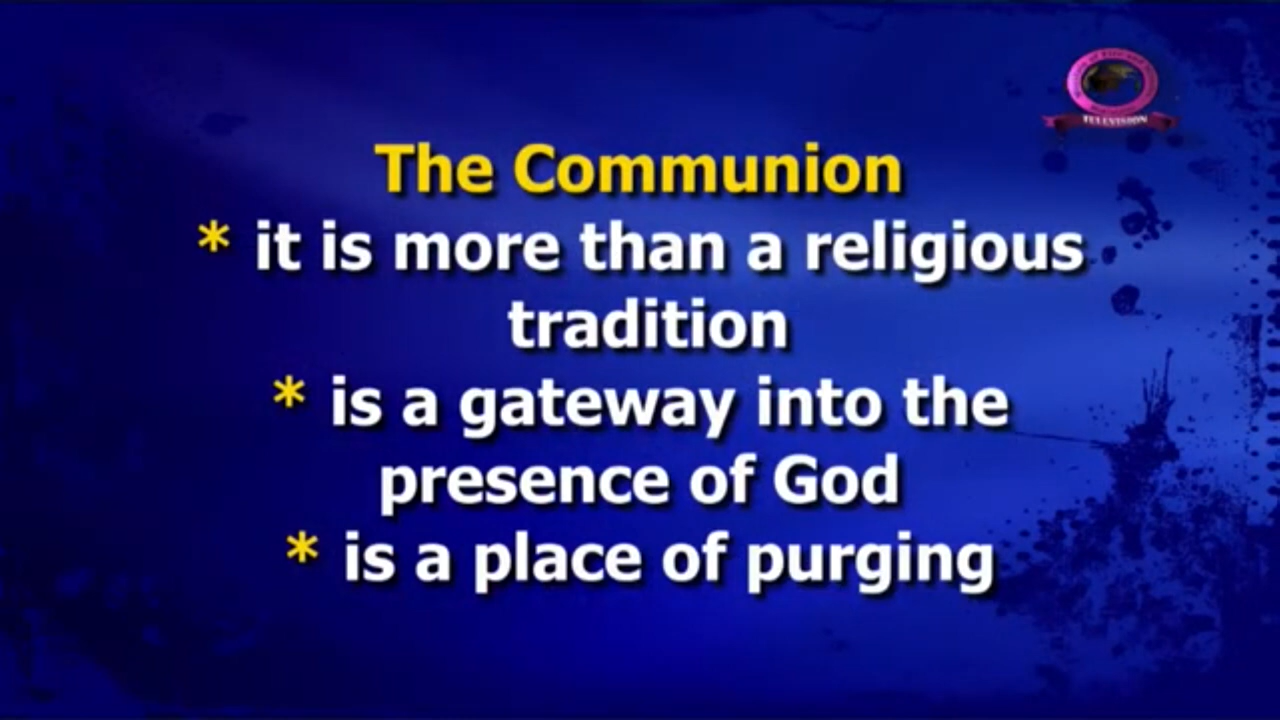 The Communion
* it is more than a religious
tradition
* is a gateway into the
presence of God
* is a place of purging
TELEVISION